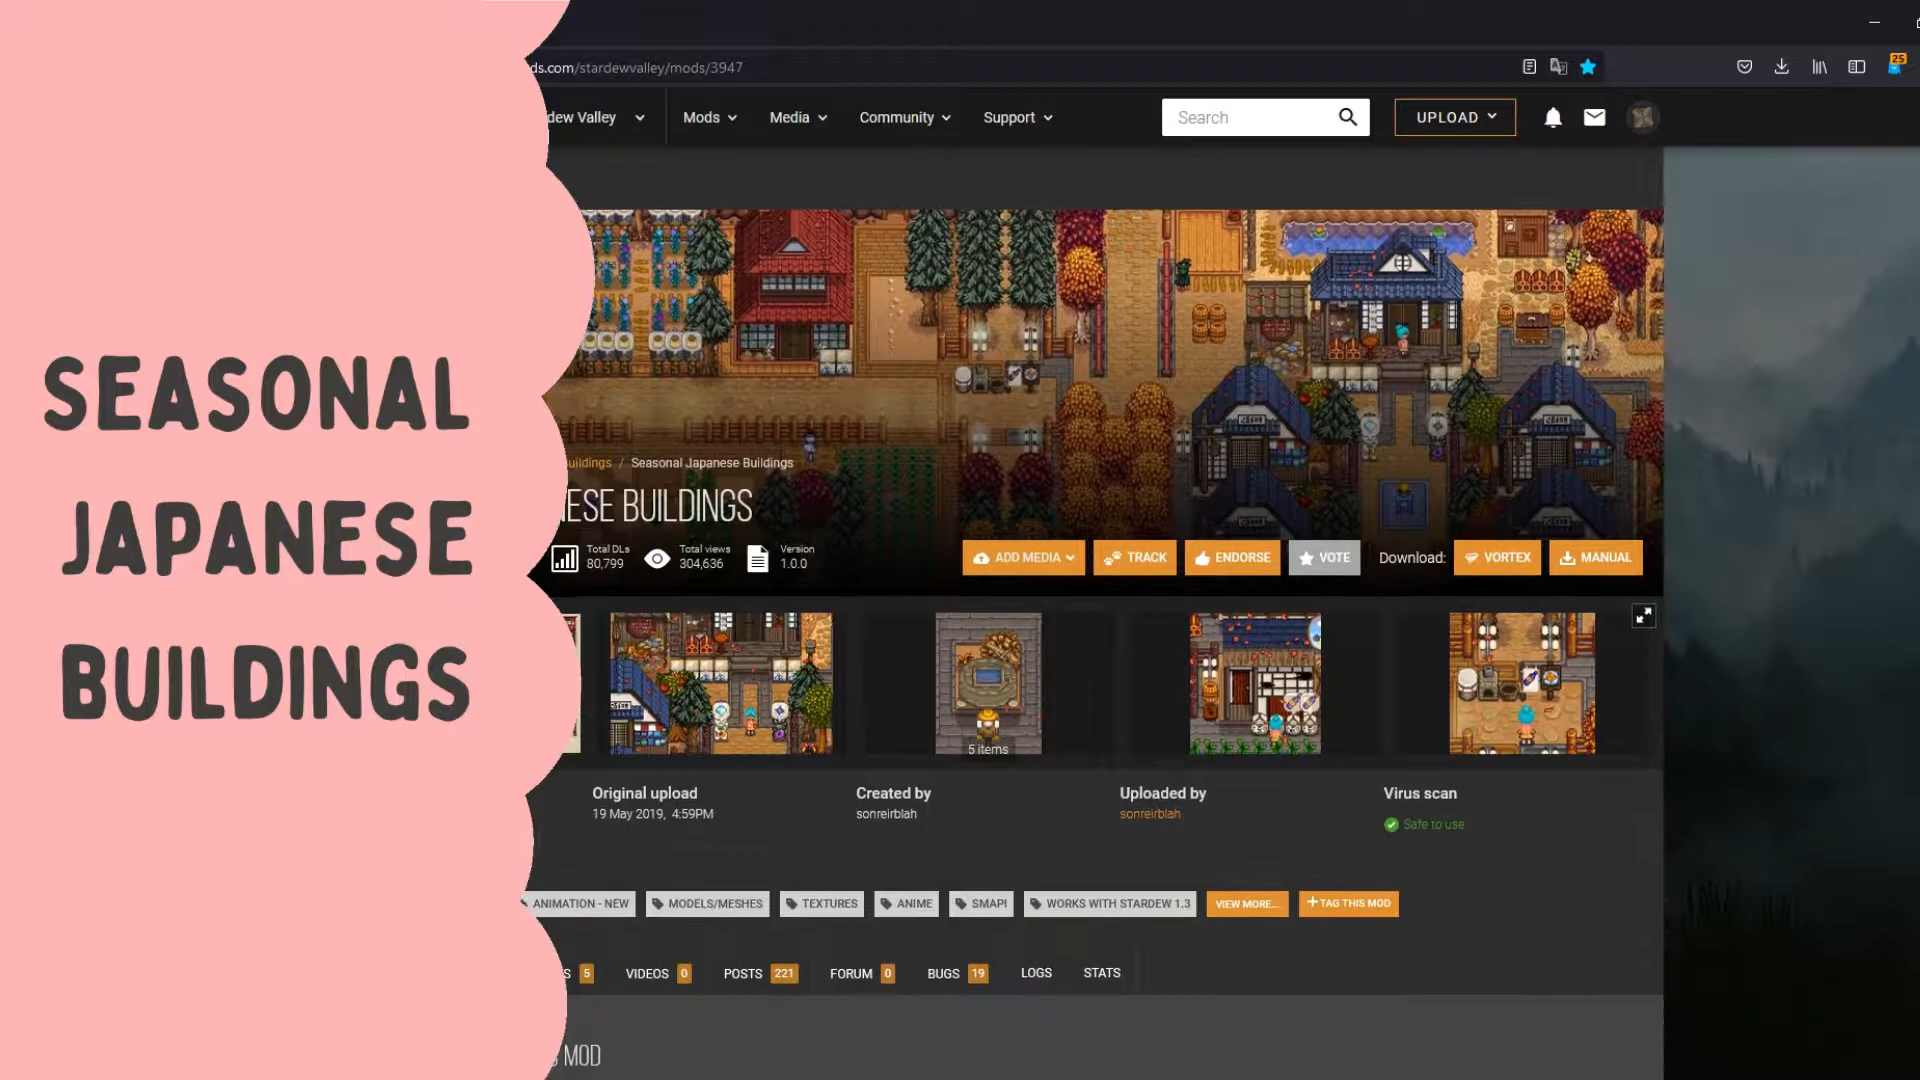 SEASONAL
JAPANESE
BUILDINGS
ds.com/stardewvalley/mods/3947
25
dew Valley
Mods
Media
Community
Support
Search
UPLOAD
uildings / Seasonal Japanese Buildings
NESE BUILDINGS
Total DLs
80,799
Total views
304,636
Version
1.0.0
ADD MEDIA
TRACK
ENDORSE
VOTE
Download:
VORTEX
MANUAL
5 items
Original upload
19 May 2019, 4:59PM
Created by
sonreirblah
Uploaded by
sonreirblah
Virus scan
Safe to use
ANIMATION - NEW
MODELS/MESHES
TEXTURES
ANIME
SMAPI
WORKS WITH STARDEW 1.3
VIEW MORE...
TAG THIS MOD
S 5
VIDEOS 0
POSTS 221
FORUM 0
BUGS 19
LOGS
STATS
S MOD